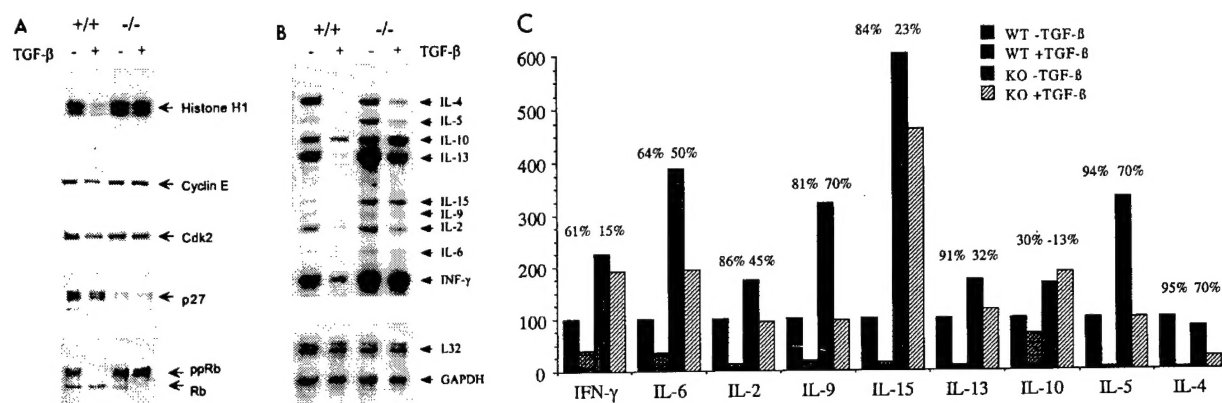 A
+/+ -/-
TGF-β - + - +
Histone H1
Cyclin E
Cdk2
p27
ppRb
Rb
B
+/+ -/-
- + - + TGF-β
IL-4
IL-5
IL-10
IL-13
IL-15
IL-9
IL-2
IL-6
INF-γ
L32
GAPDH
C
WT -TGF-ß
WT +TGF-ß
KO -TGF-ß
KO +TGF-ß
600
500
400
300
200
100
0
61% 15%
64% 50%
86% 45%
81% 70%
84% 23%
91% 32%
30% -13%
94% 70%
95% 70%
IFN-γ IL-6 IL-2 IL-9 IL-15 IL-13 IL-10 IL-5 IL-4